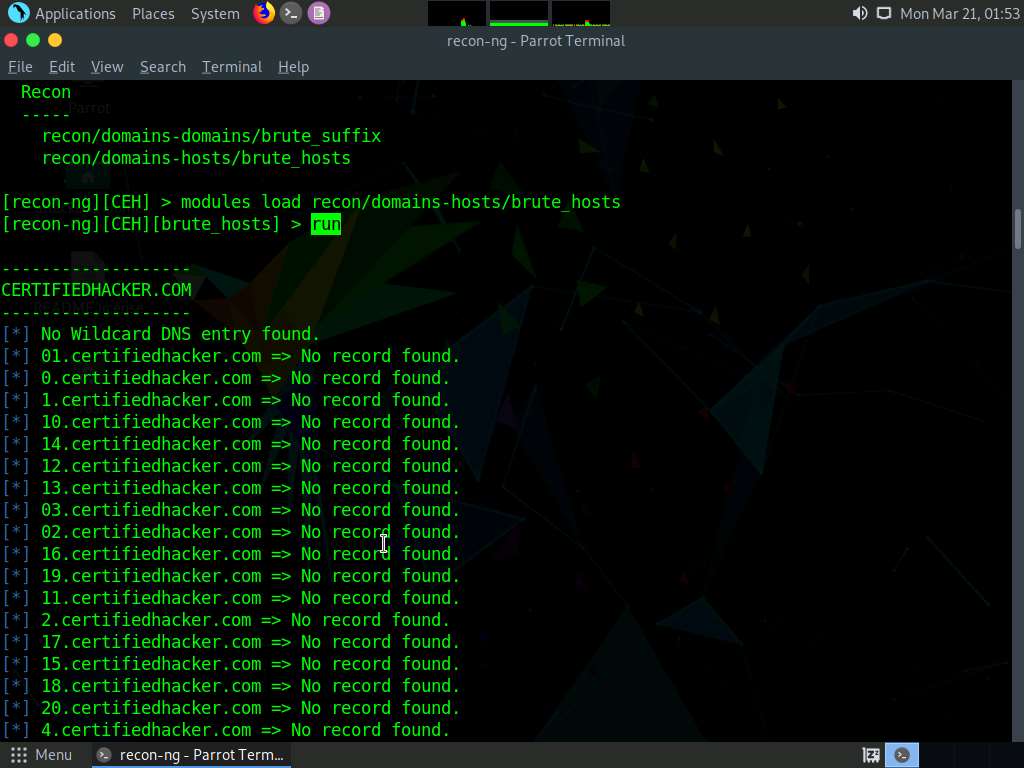 Applications Places System Mon Mar 21, 01:53
recon-ng - Parrot Terminal
File Edit View Search Terminal Help
Recon
-----
recon/domains-domains/brute_suffix
recon/domains-hosts/brute_hosts
[recon-ng][CEH] > modules load recon/domains-hosts/brute_hosts
[recon-ng][CEH][brute_hosts] > run
-------------------
CERTIFIEDHACKER.COM
-------------------
[*] No Wildcard DNS entry found.
[*] 01.certifiedhacker.com => No record found.
[*] 0.certifiedhacker.com => No record found.
[*] 1.certifiedhacker.com => No record found.
[*] 10.certifiedhacker.com => No record found.
[*] 14.certifiedhacker.com => No record found.
[*] 12.certifiedhacker.com => No record found.
[*] 13.certifiedhacker.com => No record found.
[*] 03.certifiedhacker.com => No record found.
[*] 02.certifiedhacker.com => No record found.
[*] 16.certifiedhacker.com => No record found.
[*] 19.certifiedhacker.com => No record found.
[*] 11.certifiedhacker.com => No record found.
[*] 2.certifiedhacker.com => No record found.
[*] 17.certifiedhacker.com => No record found.
[*] 15.certifiedhacker.com => No record found.
[*] 18.certifiedhacker.com => No record found.
[*] 20.certifiedhacker.com => No record found.
[*] 4.certifiedhacker.com => No record found.
Menu recon-ng - Parrot Term...